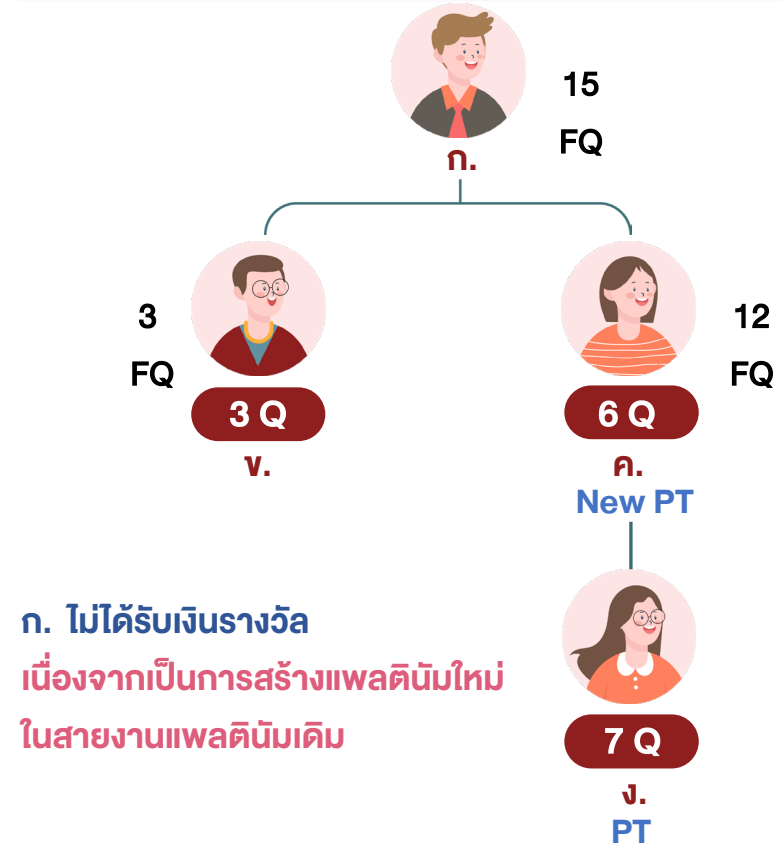 15
FQ
ก.
3
FQ
12
FQ
3 Q
6 Q
ข.
ค.
New PT
ก. ไม่ได้รับเงินรางวัล
เนื่องจากเป็นการสร้างแพลตินัมใหม่
ในสายงานแพลตินัมเดิม
7 Q
ง.
PT